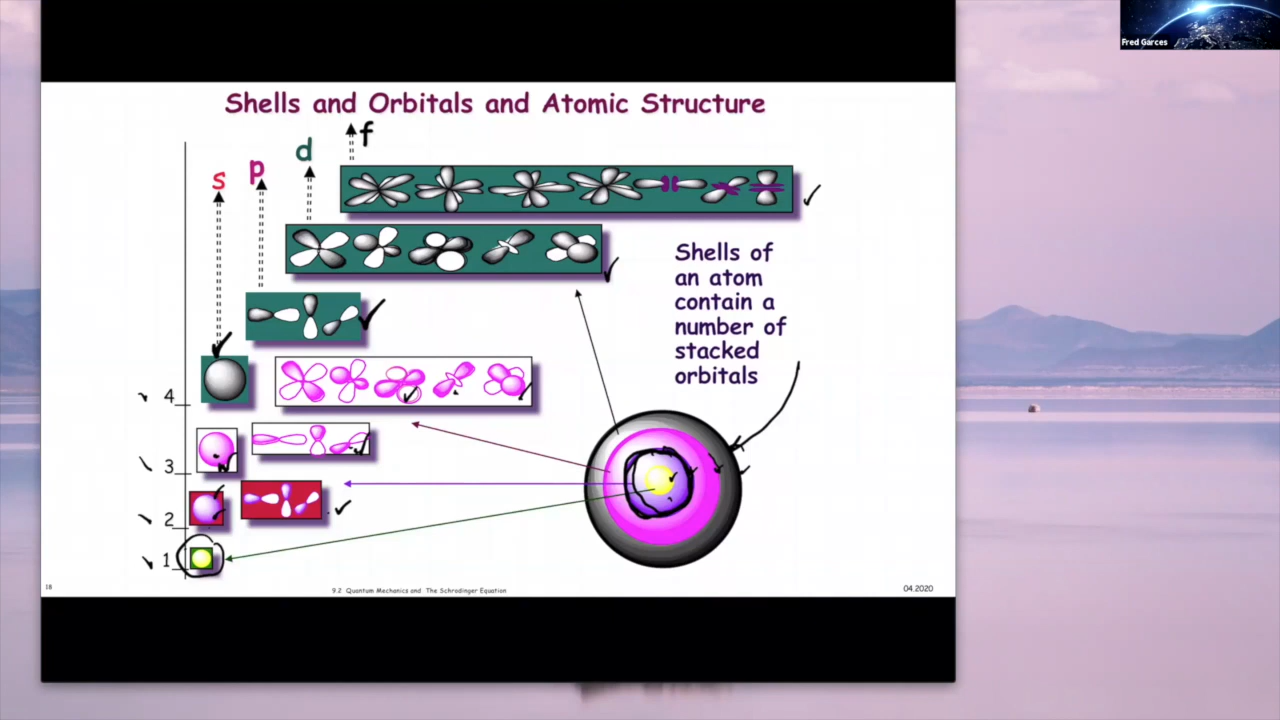 Fred Garces
Shells and Orbitals and Atomic Structure
f
d
p
s
Shells of
an atom
contain a
number of
stacked
orbitals
4
3
2
1
18
9.2 Quantum Mechanics and The Schrodinger Equation
04.2020